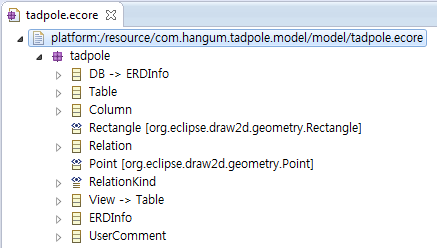 tadpole.ecore
platform:/resource/com.hangum.tadpole.model/model/tadpole.ecore
tadpole
DB -> ERDInfo
Table
Column
Rectangle [org.eclipse.draw2d.geometry.Rectangle]
Relation
Point [org.eclipse.draw2d.geometry.Point]
RelationKind
View -> Table
ERDInfo
UserComment